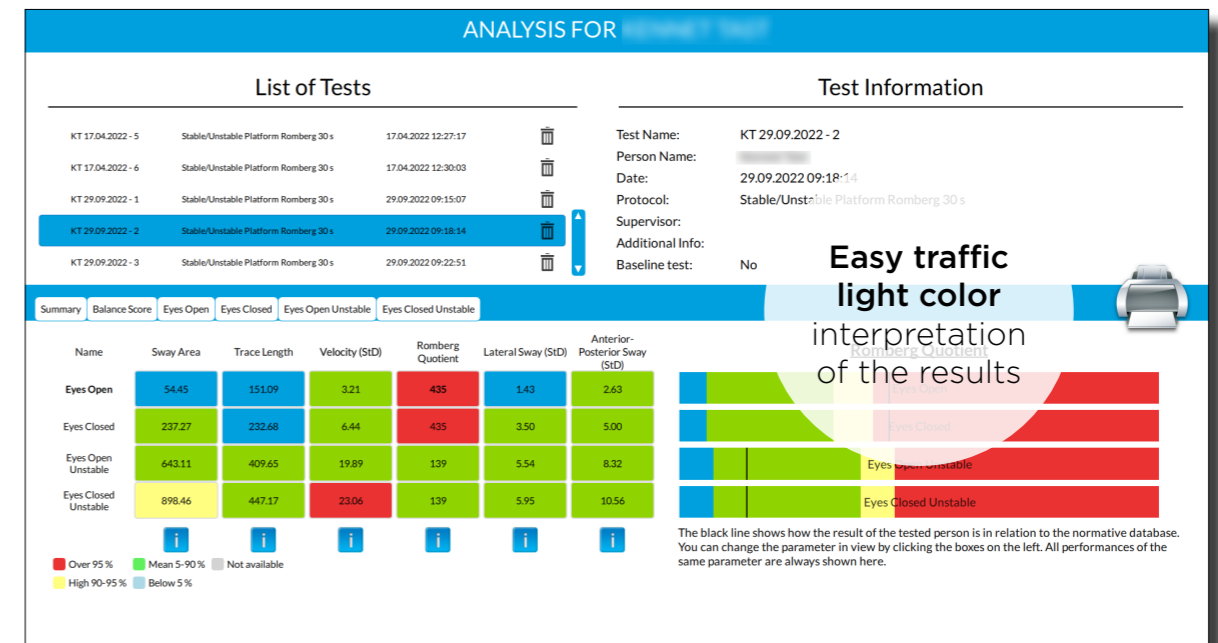 ANALYSIS FOR
List of Tests
KT 17.04.2022 - 5 Stable/Unstable Platform Romberg 30 s 17.04.2022 12:27:17
KT 17.04.2022 - 6 Stable/Unstable Platform Romberg 30 s 17.04.2022 12:30:03
KT 29.09.2022 - 1 Stable/Unstable Platform Romberg 30 s 29.09.2022 09:15:07
KT 29.09.2022 - 2 Stable/Unstable Platform Romberg 30 s 29.09.2022 09:18:14
KT 29.09.2022 - 3 Stable/Unstable Platform Romberg 30 s 29.09.2022 09:22:51
Test Information
Test Name: KT 29.09.2022 - 2
Person Name:
Date: 29.09.2022 09:18:14
Protocol: Stable/Unstable Platform Romberg 30 s
Supervisor:
Additional Info:
Baseline test: No
Easy traffic
light color
interpretation
of the results
Summary Balance Score Eyes Open Eyes Closed Eyes Open Unstable Eyes Closed Unstable
Name Sway Area Trace Length Velocity (StD) Romberg Quotient Lateral Sway (StD) Anterior-Posterior Sway (StD)
Eyes Open 54.45 151.09 3.21 435 1.43 2.63
Eyes Closed 237.27 232.68 6.44 435 3.50 5.00
Eyes Open Unstable 643.11 409.65 19.89 139 5.54 8.32
Eyes Closed Unstable 898.46 447.17 23.06 139 5.95 10.56
i i i i i i
Over 95 % Mean 5-90 % Not available
High 90-95 % Below 5 %
Romberg Quotient
Eyes Open
Eyes Closed
Eyes Open Unstable
Eyes Closed Unstable
The black line shows how the result of the tested person is in relation to the normative database.
You can change the parameter in view by clicking the boxes on the left. All performances of the
same parameter are always shown here.